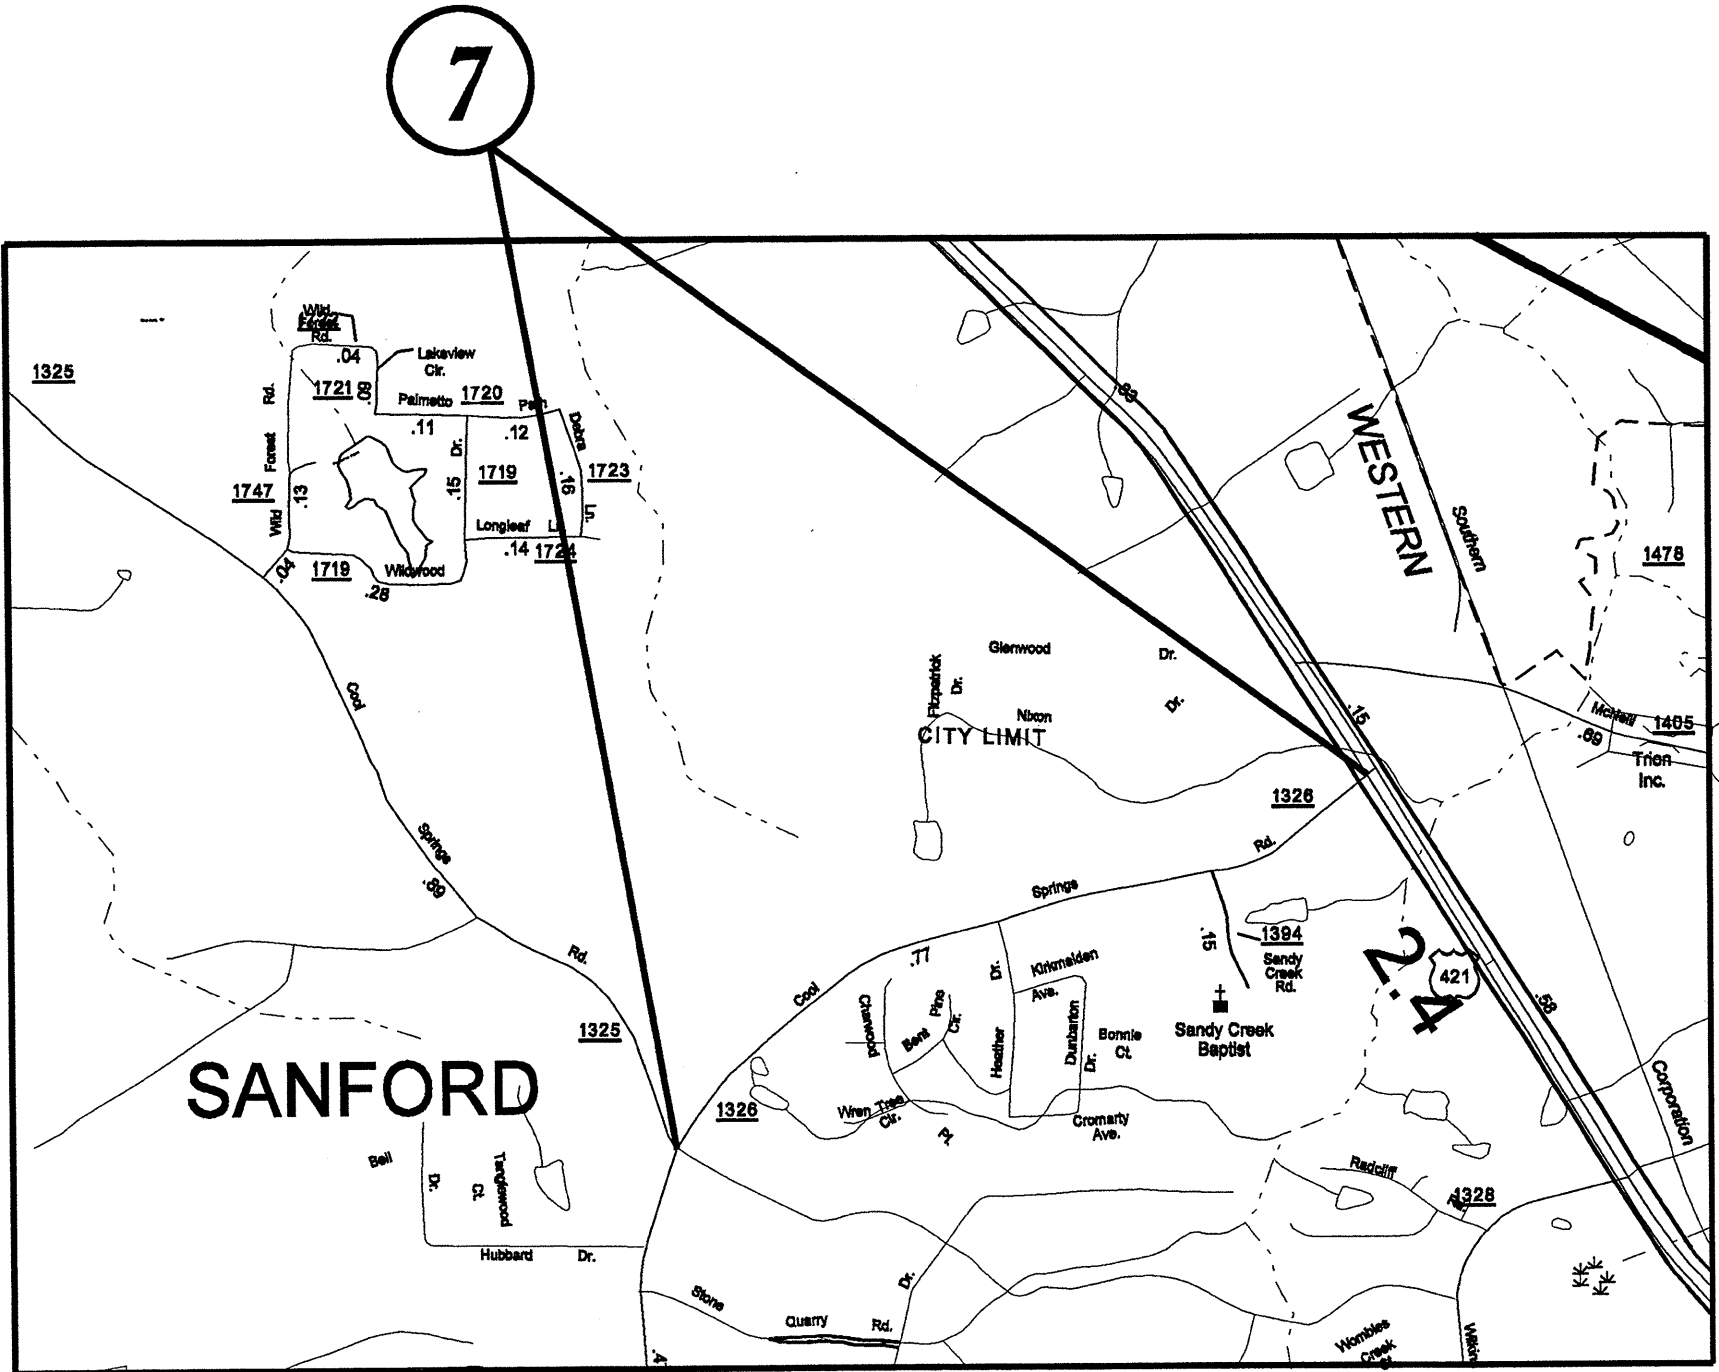 7
Wild
Forest
Rd.
.04
Lakeview
Cir.
1325
1721
.09
Palmetto
1720
Path
.11
.12
Rd.
Forest
Wild
1747
.13
Dr.
.15
1719
Debra
Ln.
.16
1723
Longleaf
Ln.
.14
1724
.04
1719
Wildwood
.28
.83
WESTERN
Southern
1478
Glenwood
Dr.
Fitzpatrick
Dr.
Nixon
Dr.
CITY LIMIT
.15
McNeill
1405
.69
Trion
Inc.
Cool
Springs
.89
Rd.
1325
1326
Rd.
Springs
.77
Cool
.15
1394
Sandy
Creek
Rd.
2.4
421
.58
Sandy Creek
Baptist
Kirkmaiden
Ave.
Dr.
Heather
Dunbarton
Dr.
Bonnie
Ct.
Charwood
Pl.
Bent
Pine
Cir.
Wren Tree
Cir.
Cromarty
Ave.
1326
SANFORD
Bell
Dr.
Tanglewood
Ct.
Hubbard
Dr.
Corporation
Radcliff
1328
Stone
Quarry
Rd.
Dr.
Wombles
Creek